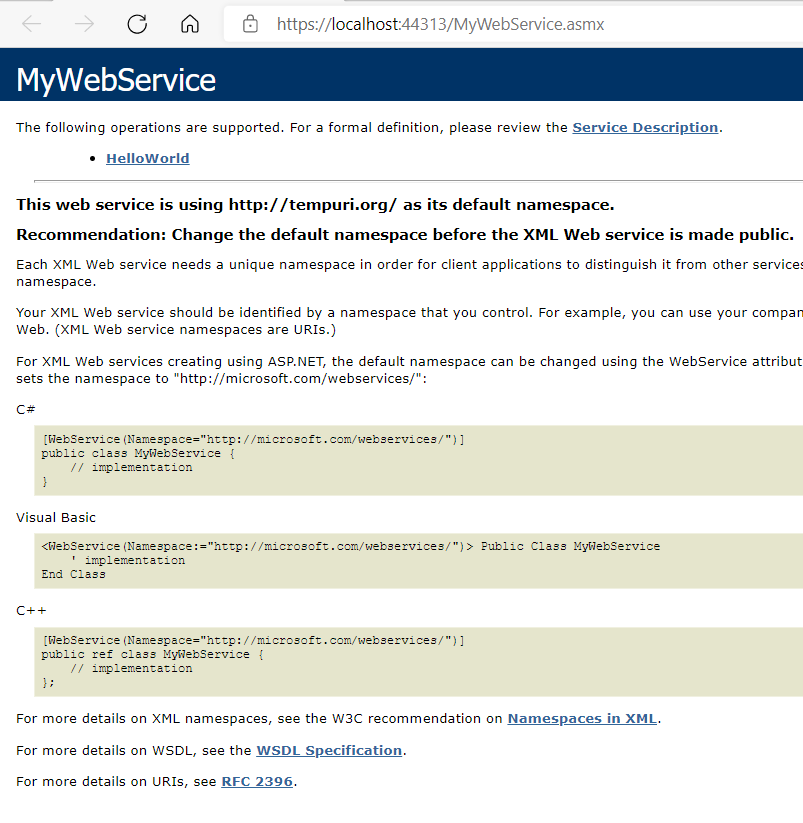 https://localhost:44313/MyWebService.asmx
MyWebService
The following operations are supported. For a formal definition, please review the Service Description.
HelloWorld
This web service is using http://tempuri.org/ as its default namespace.
Recommendation: Change the default namespace before the XML Web service is made public.
Each XML Web service needs a unique namespace in order for client applications to distinguish it from other services
namespace.
Your XML Web service should be identified by a namespace that you control. For example, you can use your compan
Web. (XML Web service namespaces are URIs.)
For XML Web services creating using ASP.NET, the default namespace can be changed using the WebService attribut
sets the namespace to "http://microsoft.com/webservices/":
C#
[WebService(Namespace="http://microsoft.com/webservices/")]
public class MyWebService {
// implementation
}
Visual Basic
<WebService(Namespace:="http://microsoft.com/webservices/")> Public Class MyWebService
' implementation
End Class
C++
[WebService(Namespace="http://microsoft.com/webservices/")]
public ref class MyWebService {
// implementation
};
For more details on XML namespaces, see the W3C recommendation on Namespaces in XML.
For more details on WSDL, see the WSDL Specification.
For more details on URIs, see RFC 2396.